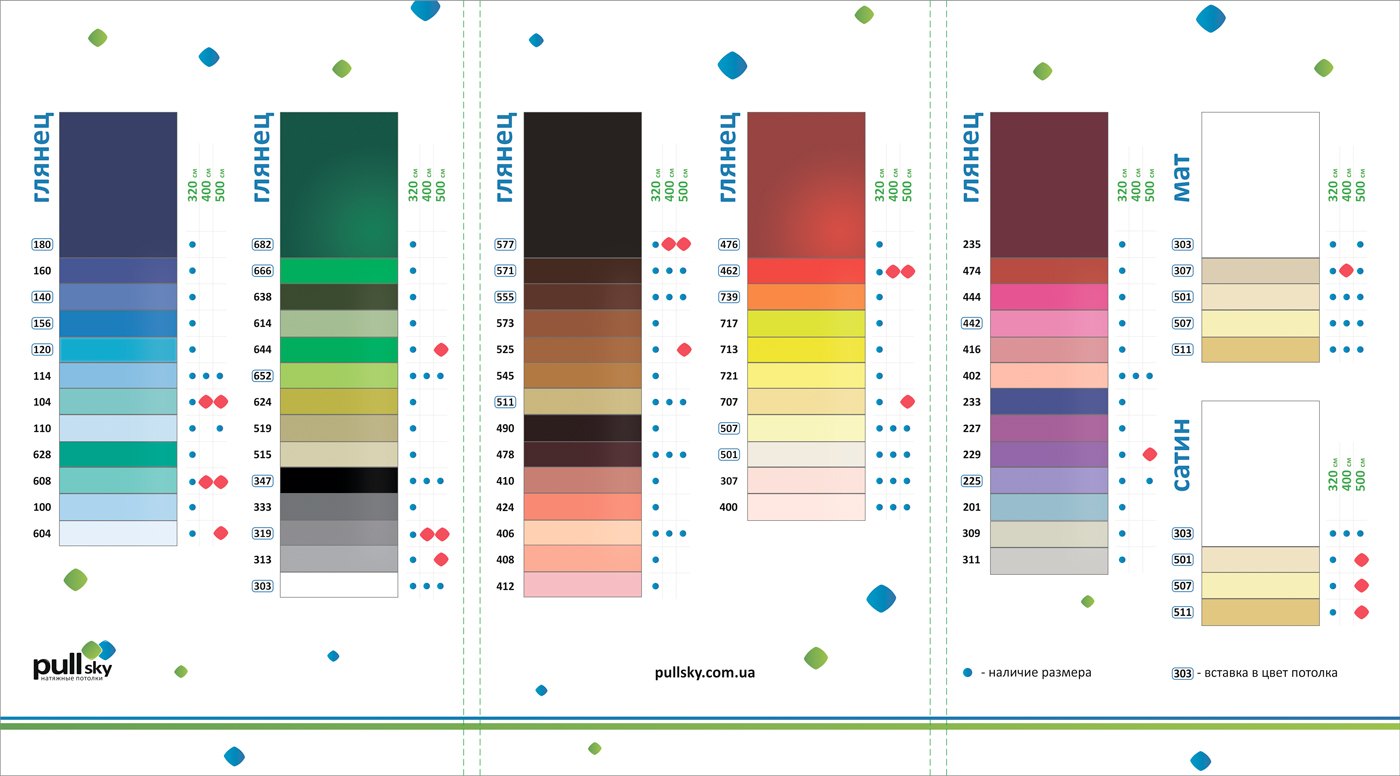 глянец
320 см
400 см
500 см
180
160
140
156
120
114
104
110
628
608
100
604
глянец
320 см
400 см
500 см
682
666
638
614
644
652
624
519
515
347
333
319
313
303
глянец
320 см
400 см
500 см
577
571
555
573
525
545
511
490
478
410
424
406
408
412
глянец
320 см
400 см
500 см
476
462
739
717
713
721
707
507
501
307
400
глянец
320 см
400 см
500 см
235
474
444
442
416
402
233
227
229
225
201
309
311
мат
320 см
400 см
500 см
303
307
501
507
511
сатин
320 см
400 см
500 см
303
501
507
511
pull sky
натяжные потолки
pullsky.com.ua
- наличие размера
303 - вставка в цвет потолка